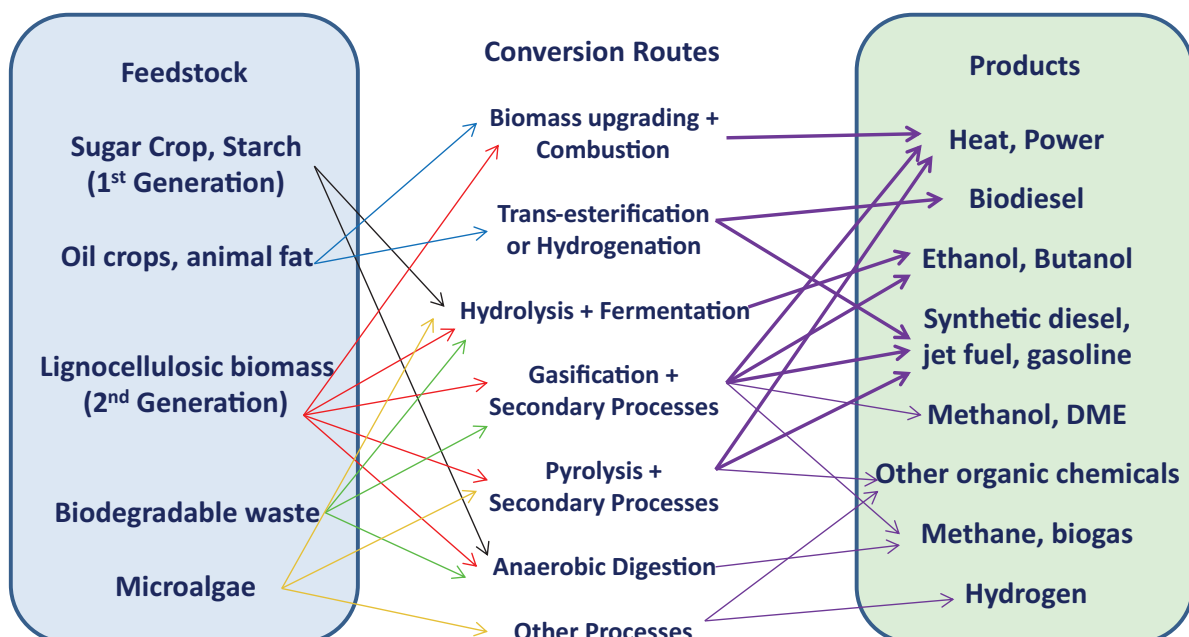 Feedstock
Sugar Crop, Starch
(1st Generation)
Oil crops, animal fat
Lignocellulosic biomass
(2nd Generation)
Biodegradable waste
Microalgae
Conversion Routes
Biomass upgrading +
Combustion
Trans-esterification
or Hydrogenation
Hydrolysis + Fermentation
Gasification +
Secondary Processes
Pyrolysis +
Secondary Processes
Anaerobic Digestion
Other Processes
Products
Heat, Power
Biodiesel
Ethanol, Butanol
Synthetic diesel,
jet fuel, gasoline
Methanol, DME
Other organic chemicals
Methane, biogas
Hydrogen